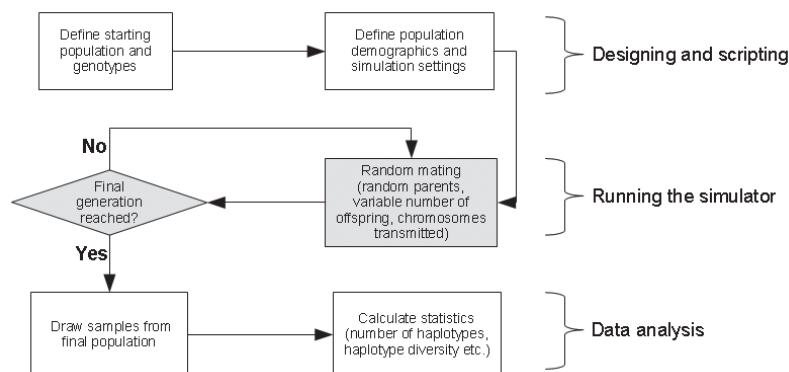 Define starting
population and
genotypes
Define population
demographics and
simulation settings
Designing and scripting
No
Final
generation
reached?
Random mating
(random parents,
variable number of
offspring, chromosomes
transmitted)
Running the simulator
Yes
Draw samples from
final population
Calculate statistics
(number of haplotypes,
haplotype diversity etc.)
Data analysis